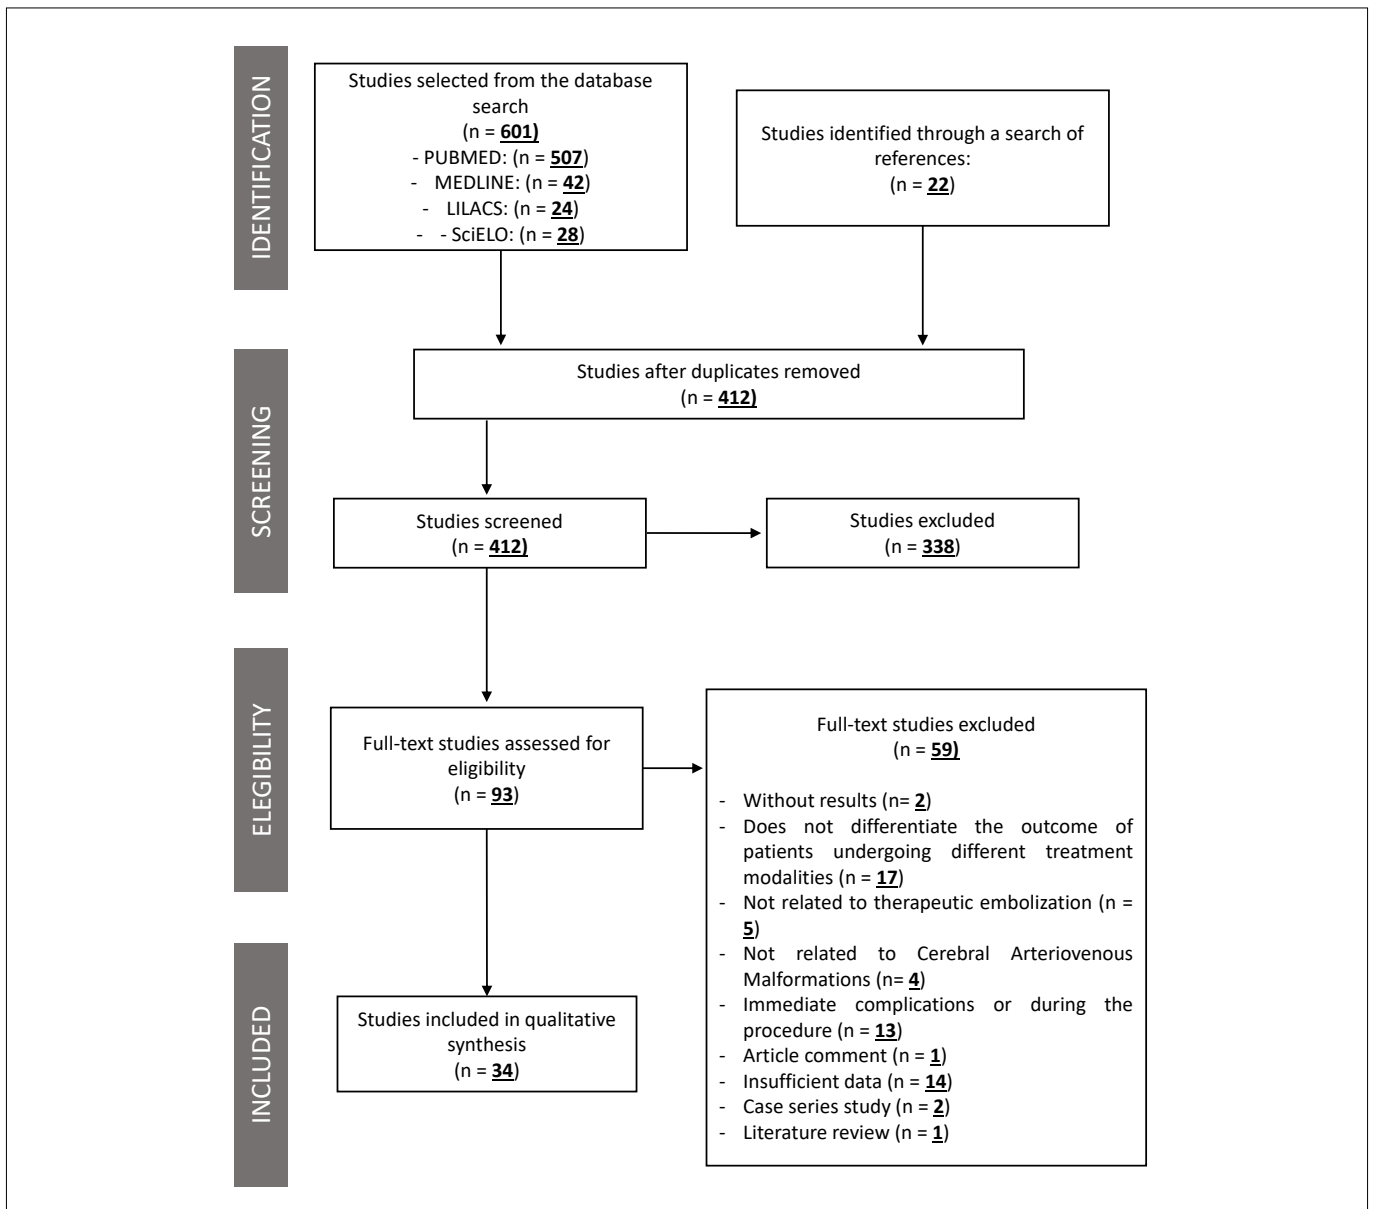 IDENTIFICATION
Studies selected from the database
search
(n = 601)
- PUBMED: (n = 507)
- MEDLINE: (n = 42)
- LILACS: (n = 24)
- - SciELO: (n = 28)
Studies identified through a search of
references:
(n = 22)
SCREENING
Studies after duplicates removed
(n = 412)
Studies screened
(n = 412)
Studies excluded
(n = 338)
ELEGIBILITY
Full-text studies assessed for
eligibility
(n = 93)
Full-text studies excluded
(n = 59)
- Without results (n= 2)
- Does not differentiate the outcome of
patients undergoing different treatment
modalities (n = 17)
- Not related to therapeutic embolization (n =
5)
- Not related to Cerebral Arteriovenous
Malformations (n= 4)
- Immediate complications or during the
procedure (n = 13)
- Article comment (n = 1)
- Insufficient data (n = 14)
- Case series study (n = 2)
- Literature review (n = 1)
INCLUDED
Studies included in qualitative
synthesis
(n = 34)